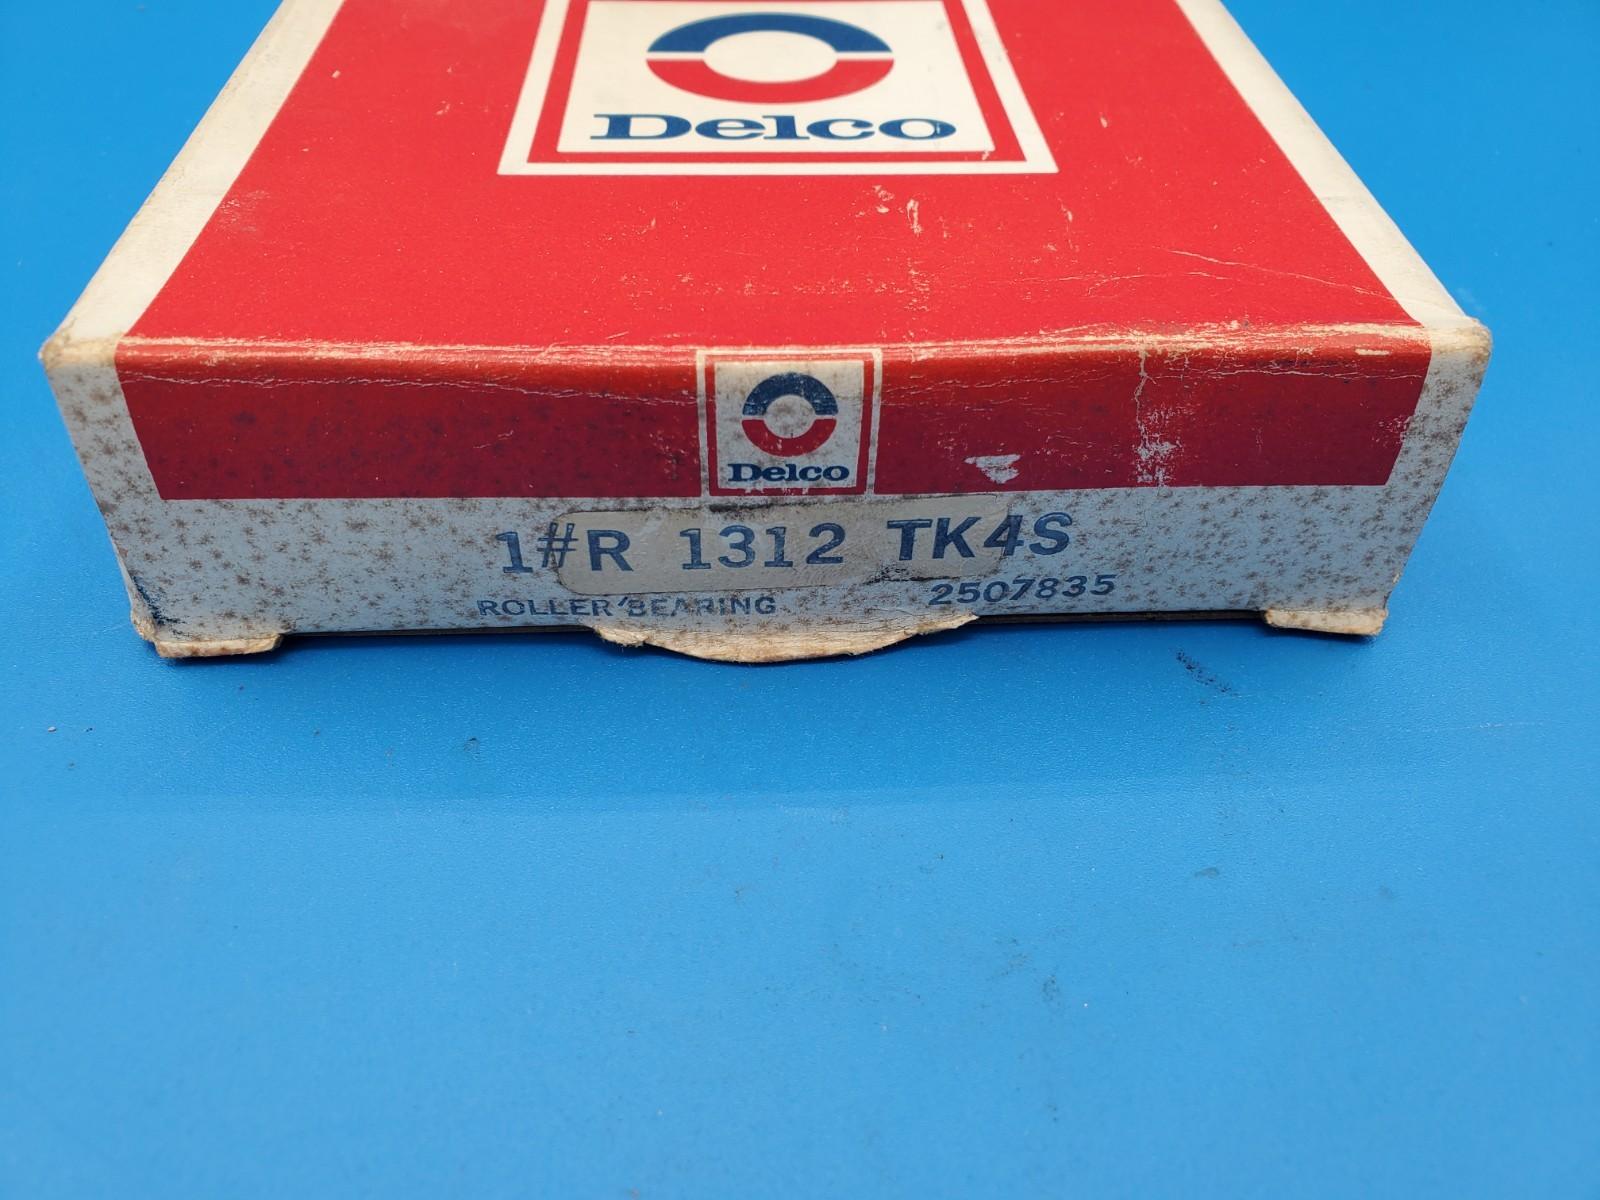 Delco
Delco
1#R 1312 TK4S
ROLLER BEARING 2507835